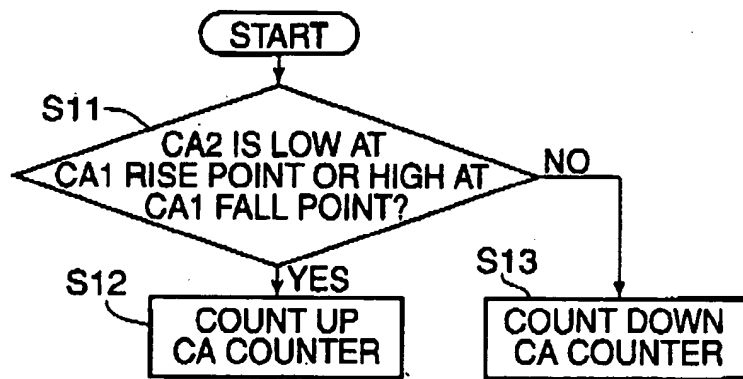 START
S11
CA2 IS LOW AT
CA1 RISE POINT OR HIGH AT
CA1 FALL POINT?
NO
YES
S12
COUNT UP
CA COUNTER
S13
COUNT DOWN
CA COUNTER